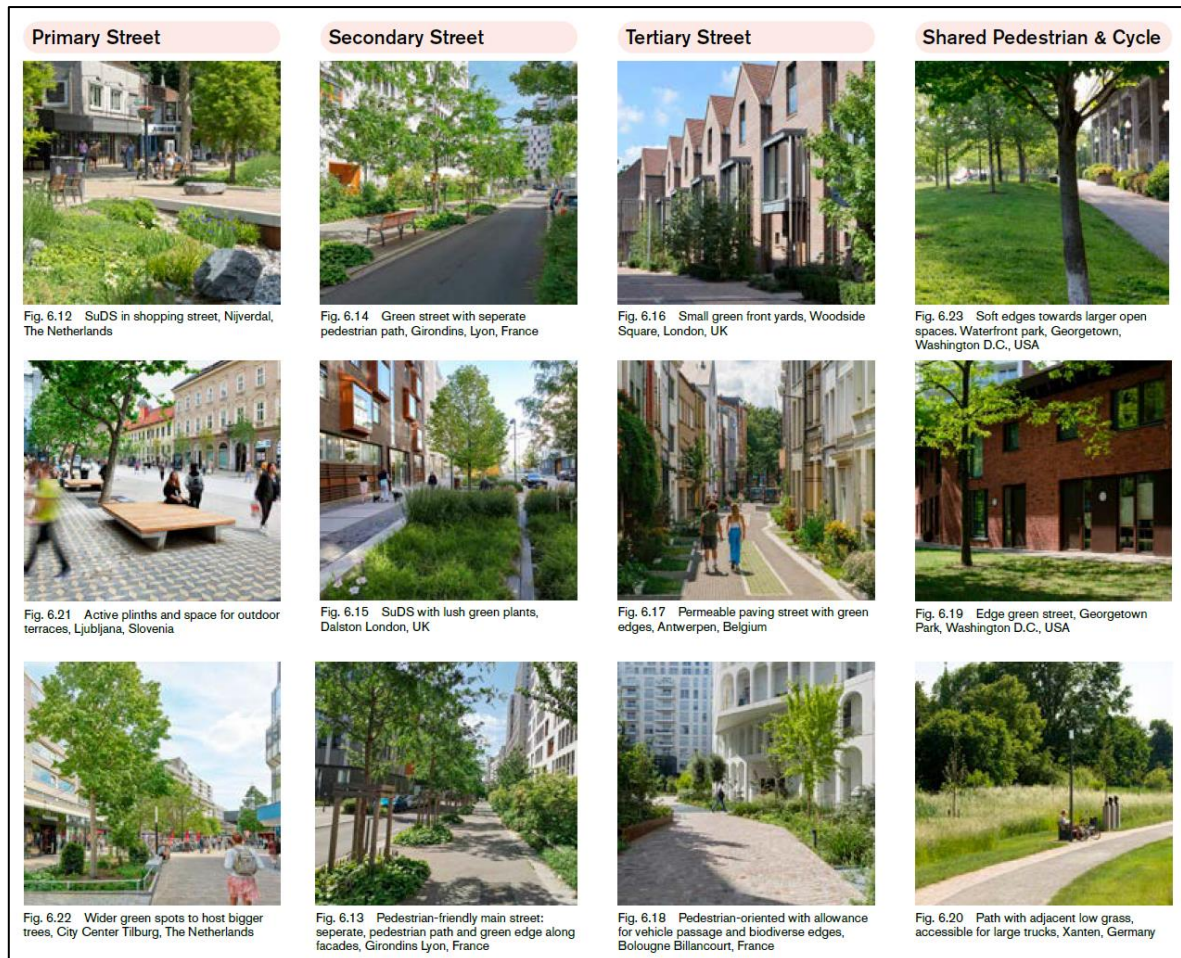 Primary Street
Secondary Street
Tertiary Street
Shared Pedestrian & Cycle
Fig. 6.12 SuDS in shopping street, Nijverdal,
The Netherlands
Fig. 6.14 Green street with seperate
pedestrian path, Girondins, Lyon, France
Fig. 6.16 Small green front yards, Woodside
Square, London, UK
Fig. 6.23 Soft edges towards larger open
spaces. Waterfront park, Georgetown,
Washington D.C., USA
Fig. 6.21 Active plinths and space for outdoor
terraces, Ljubljana, Slovenia
Fig. 6.15 SuDS with lush green plants,
Dalston London, UK
Fig. 6.17 Permeable paving street with green
edges, Antwerpen, Belgium
Fig. 6.19 Edge green street, Georgetown
Park, Washington D.C., USA
Fig. 6.22 Wider green spots to host bigger
trees, City Center Tilburg, The Netherlands
Fig. 6.13 Pedestrian-friendly main street:
seperate, pedestrian path and green edge along
facades, Girondins Lyon, France
Fig. 6.18 Pedestrian-oriented with allowance
for vehicle passage and biodiverse edges,
Bolougne Billancourt, France
Fig. 6.20 Path with adjacent low grass,
accessible for large trucks, Xanten, Germany